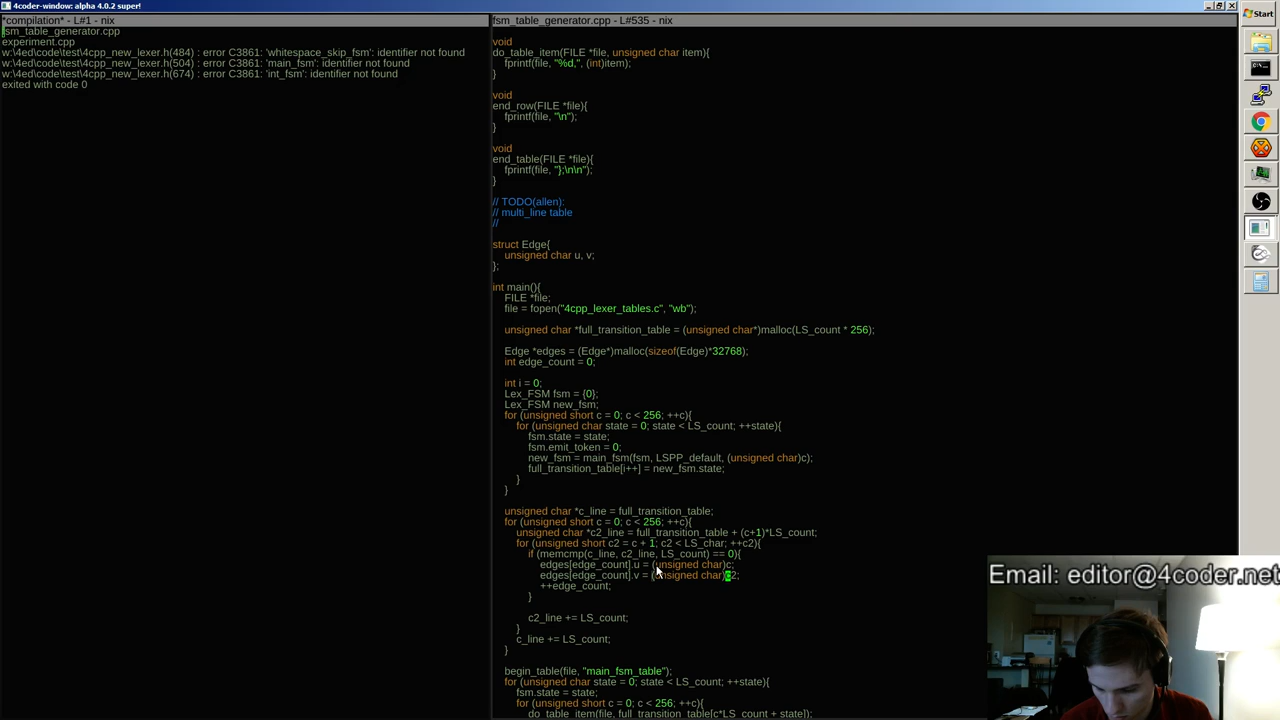 4coder-window: alpha 4.0.2 super!
*compilation* - L#1 - nix
fsm_table_generator.cpp
experiment.cpp
w:\4ed\code\test\4cpp_new_lexer.h(484) : error C3861: 'whitespace_skip_fsm': identifier not found
w:\4ed\code\test\4cpp_new_lexer.h(504) : error C3861: 'main_fsm': identifier not found
w:\4ed\code\test\4cpp_new_lexer.h(674) : error C3861: 'int_fsm': identifier not found
exited with code 0
fsm_table_generator.cpp - L#535 - nix
void
do_table_item(FILE *file, unsigned char item){
fprintf(file, "%d,", (int)item);
}
void
end_row(FILE *file){
fprintf(file, "\n");
}
void
end_table(FILE *file){
fprintf(file, "};\n\n");
}
// TODO(allen):
// multi_line table
//
struct Edge{
unsigned char u, v;
};
int main(){
FILE *file;
file = fopen("4cpp_lexer_tables.c", "wb");
unsigned char *full_transition_table = (unsigned char*)malloc(LS_count * 256);
Edge *edges = (Edge*)malloc(sizeof(Edge)*32768);
int edge_count = 0;
int i = 0;
Lex_FSM fsm = {0};
Lex_FSM new_fsm;
for (unsigned short c = 0; c < 256; ++c){
for (unsigned char state = 0; state < LS_count; ++state){
fsm.state = state;
fsm.emit_token = 0;
new_fsm = main_fsm(fsm, LSPP_default, (unsigned char)c);
full_transition_table[i++] = new_fsm.state;
}
}
unsigned char *c_line = full_transition_table;
for (unsigned short c = 0; c < 256; ++c){
unsigned char *c2_line = full_transition_table + (c+1)*LS_count;
for (unsigned short c2 = c + 1; c2 < LS_char; ++c2){
if (memcmp(c_line, c2_line, LS_count) == 0){
edges[edge_count].u = (unsigned char)c;
edges[edge_count].v = (unsigned char)c2;
++edge_count;
}
c2_line += LS_count;
}
c_line += LS_count;
}
begin_table(file, "main_fsm_table");
for (unsigned char state = 0; state < LS_count; ++state){
fsm.state = state;
for (unsigned short c = 0; c < 256; ++c){
do_table_item(file, full_transition_table[c*LS_count + state]);
Start
Email: editor@4coder.net